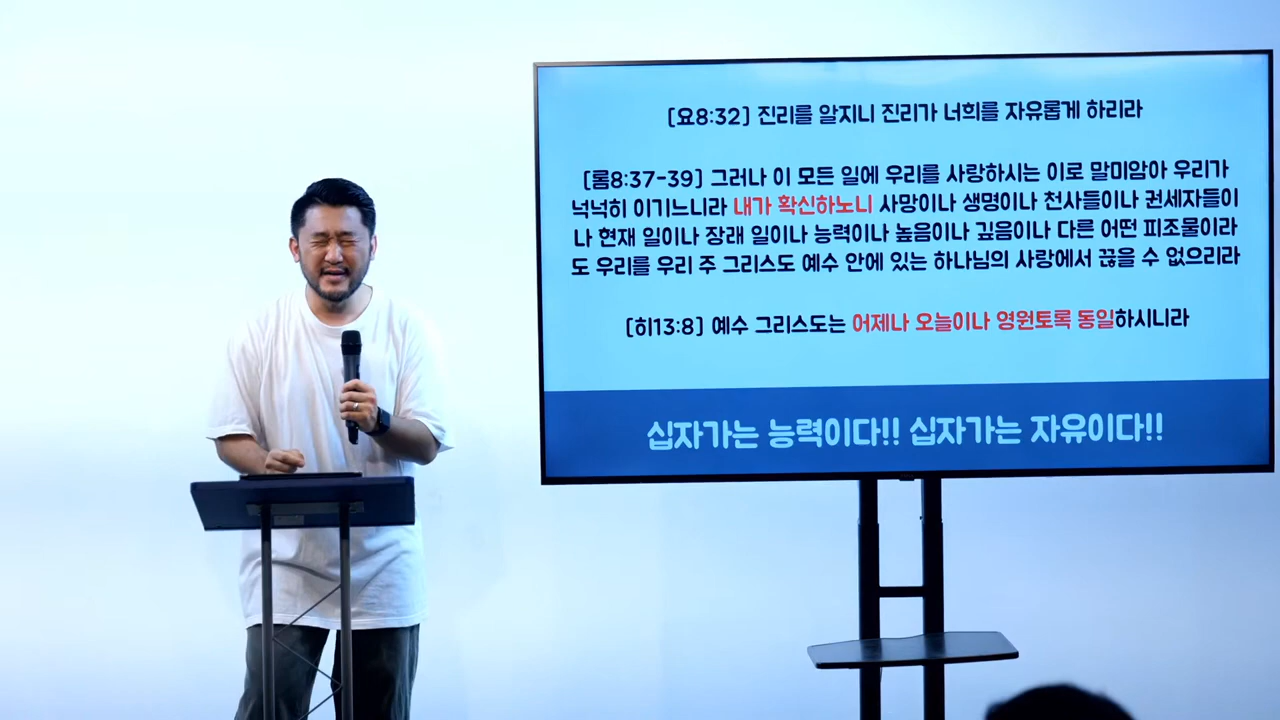 [요8:32] 진리를 알지니 진리가 너희를 자유롭게 하리라
[롬8:37-39] 그러나 이 모든 일에 우리를 사랑하시는 이로 말미암아 우리가
넉넉히 이기느니라 내가 확신하노니 사망이나 생명이나 천사들이나 권세자들이
나 현재 일이나 장래 일이나 능력이나 높음이나 깊음이나 다른 어떤 피조물이라
도 우리를 우리 주 그리스도 예수 안에 있는 하나님의 사랑에서 끊을 수 없으리라
[히13:8] 예수 그리스도는 어제나 오늘이나 영원토록 동일하시니라
십자가는 능력이다!! 십자가는 자유이다!!